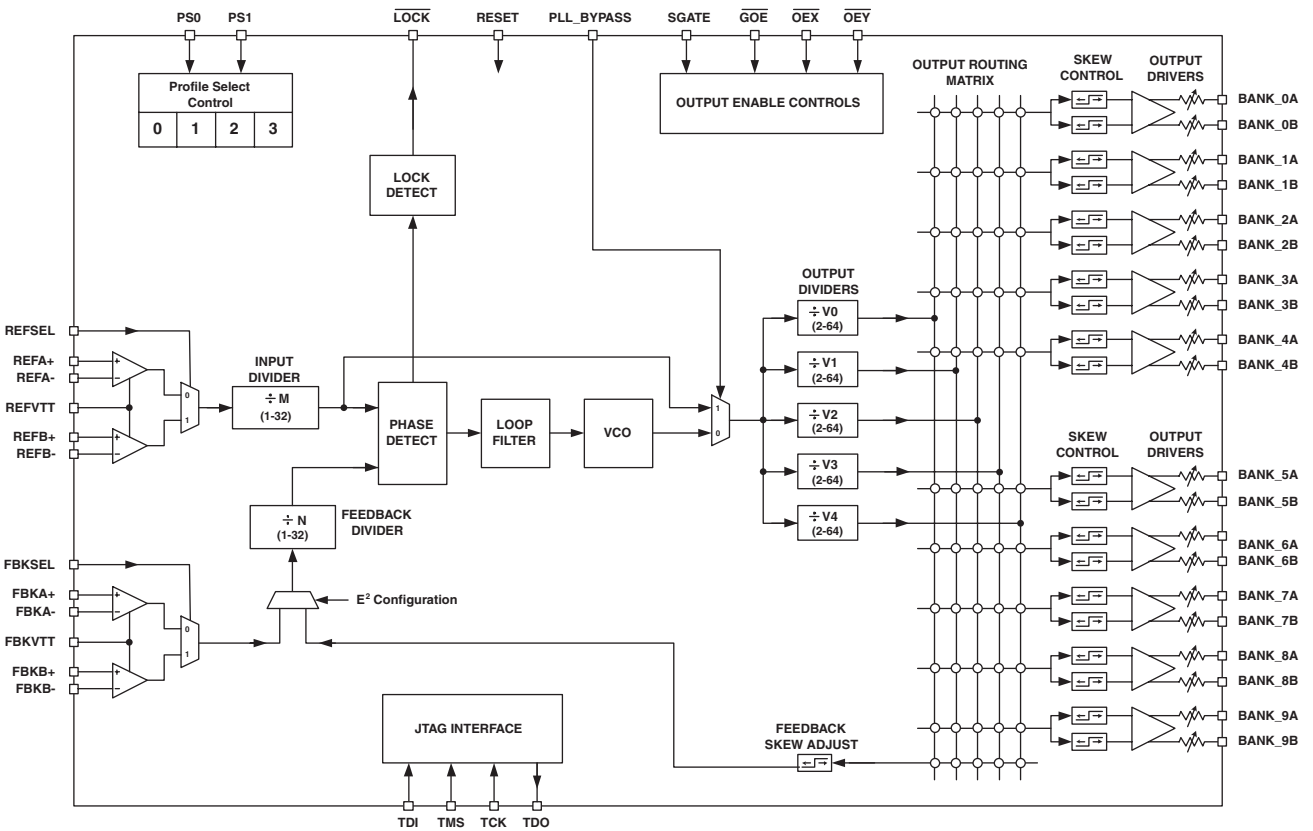 PS0 PS1 LOCK RESET PLL_BYPASS SGATE GOE OEX OEY
Profile Select
Control
0 1 2 3
OUTPUT ENABLE CONTROLS
OUTPUT ROUTING
MATRIX
SKEW
CONTROL
OUTPUT
DRIVERS
BANK_0A
BANK_0B
BANK_1A
BANK_1B
BANK_2A
BANK_2B
BANK_3A
BANK_3B
BANK_4A
BANK_4B
LOCK
DETECT
OUTPUT
DIVIDERS
÷ V0
(2-64)
÷ V1
(2-64)
÷ V2
(2-64)
÷ V3
(2-64)
÷ V4
(2-64)
REFSEL
REFA+
REFA-
REFVTT
REFB+
REFB-
+
−
+
−
0
1
INPUT
DIVIDER
÷ M
(1-32)
PHASE
DETECT
LOOP
FILTER
VCO
1
0
÷ N
(1-32)
FEEDBACK
DIVIDER
SKEW
CONTROL
OUTPUT
DRIVERS
BANK_5A
BANK_5B
BANK_6A
BANK_6B
BANK_7A
BANK_7B
BANK_8A
BANK_8B
BANK_9A
BANK_9B
FBKSEL
FBKA+
FBKA-
FBKVTT
FBKB+
FBKB-
+
−
+
−
0
1
E² Configuration
JTAG INTERFACE
FEEDBACK
SKEW ADJUST
TDI TMS TCK TDO